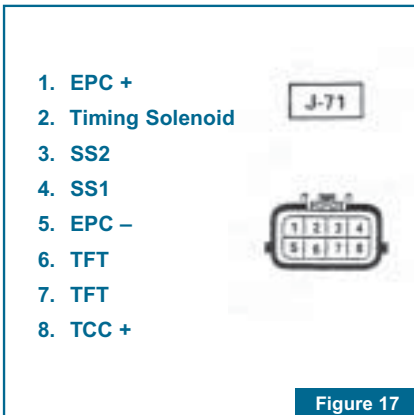 1. EPC +
2. Timing Solenoid
3. SS2
4. SS1
5. EPC –
6. TFT
7. TFT
8. TCC +
J-71
1 2 3 4
5 6 7 8
Figure 17